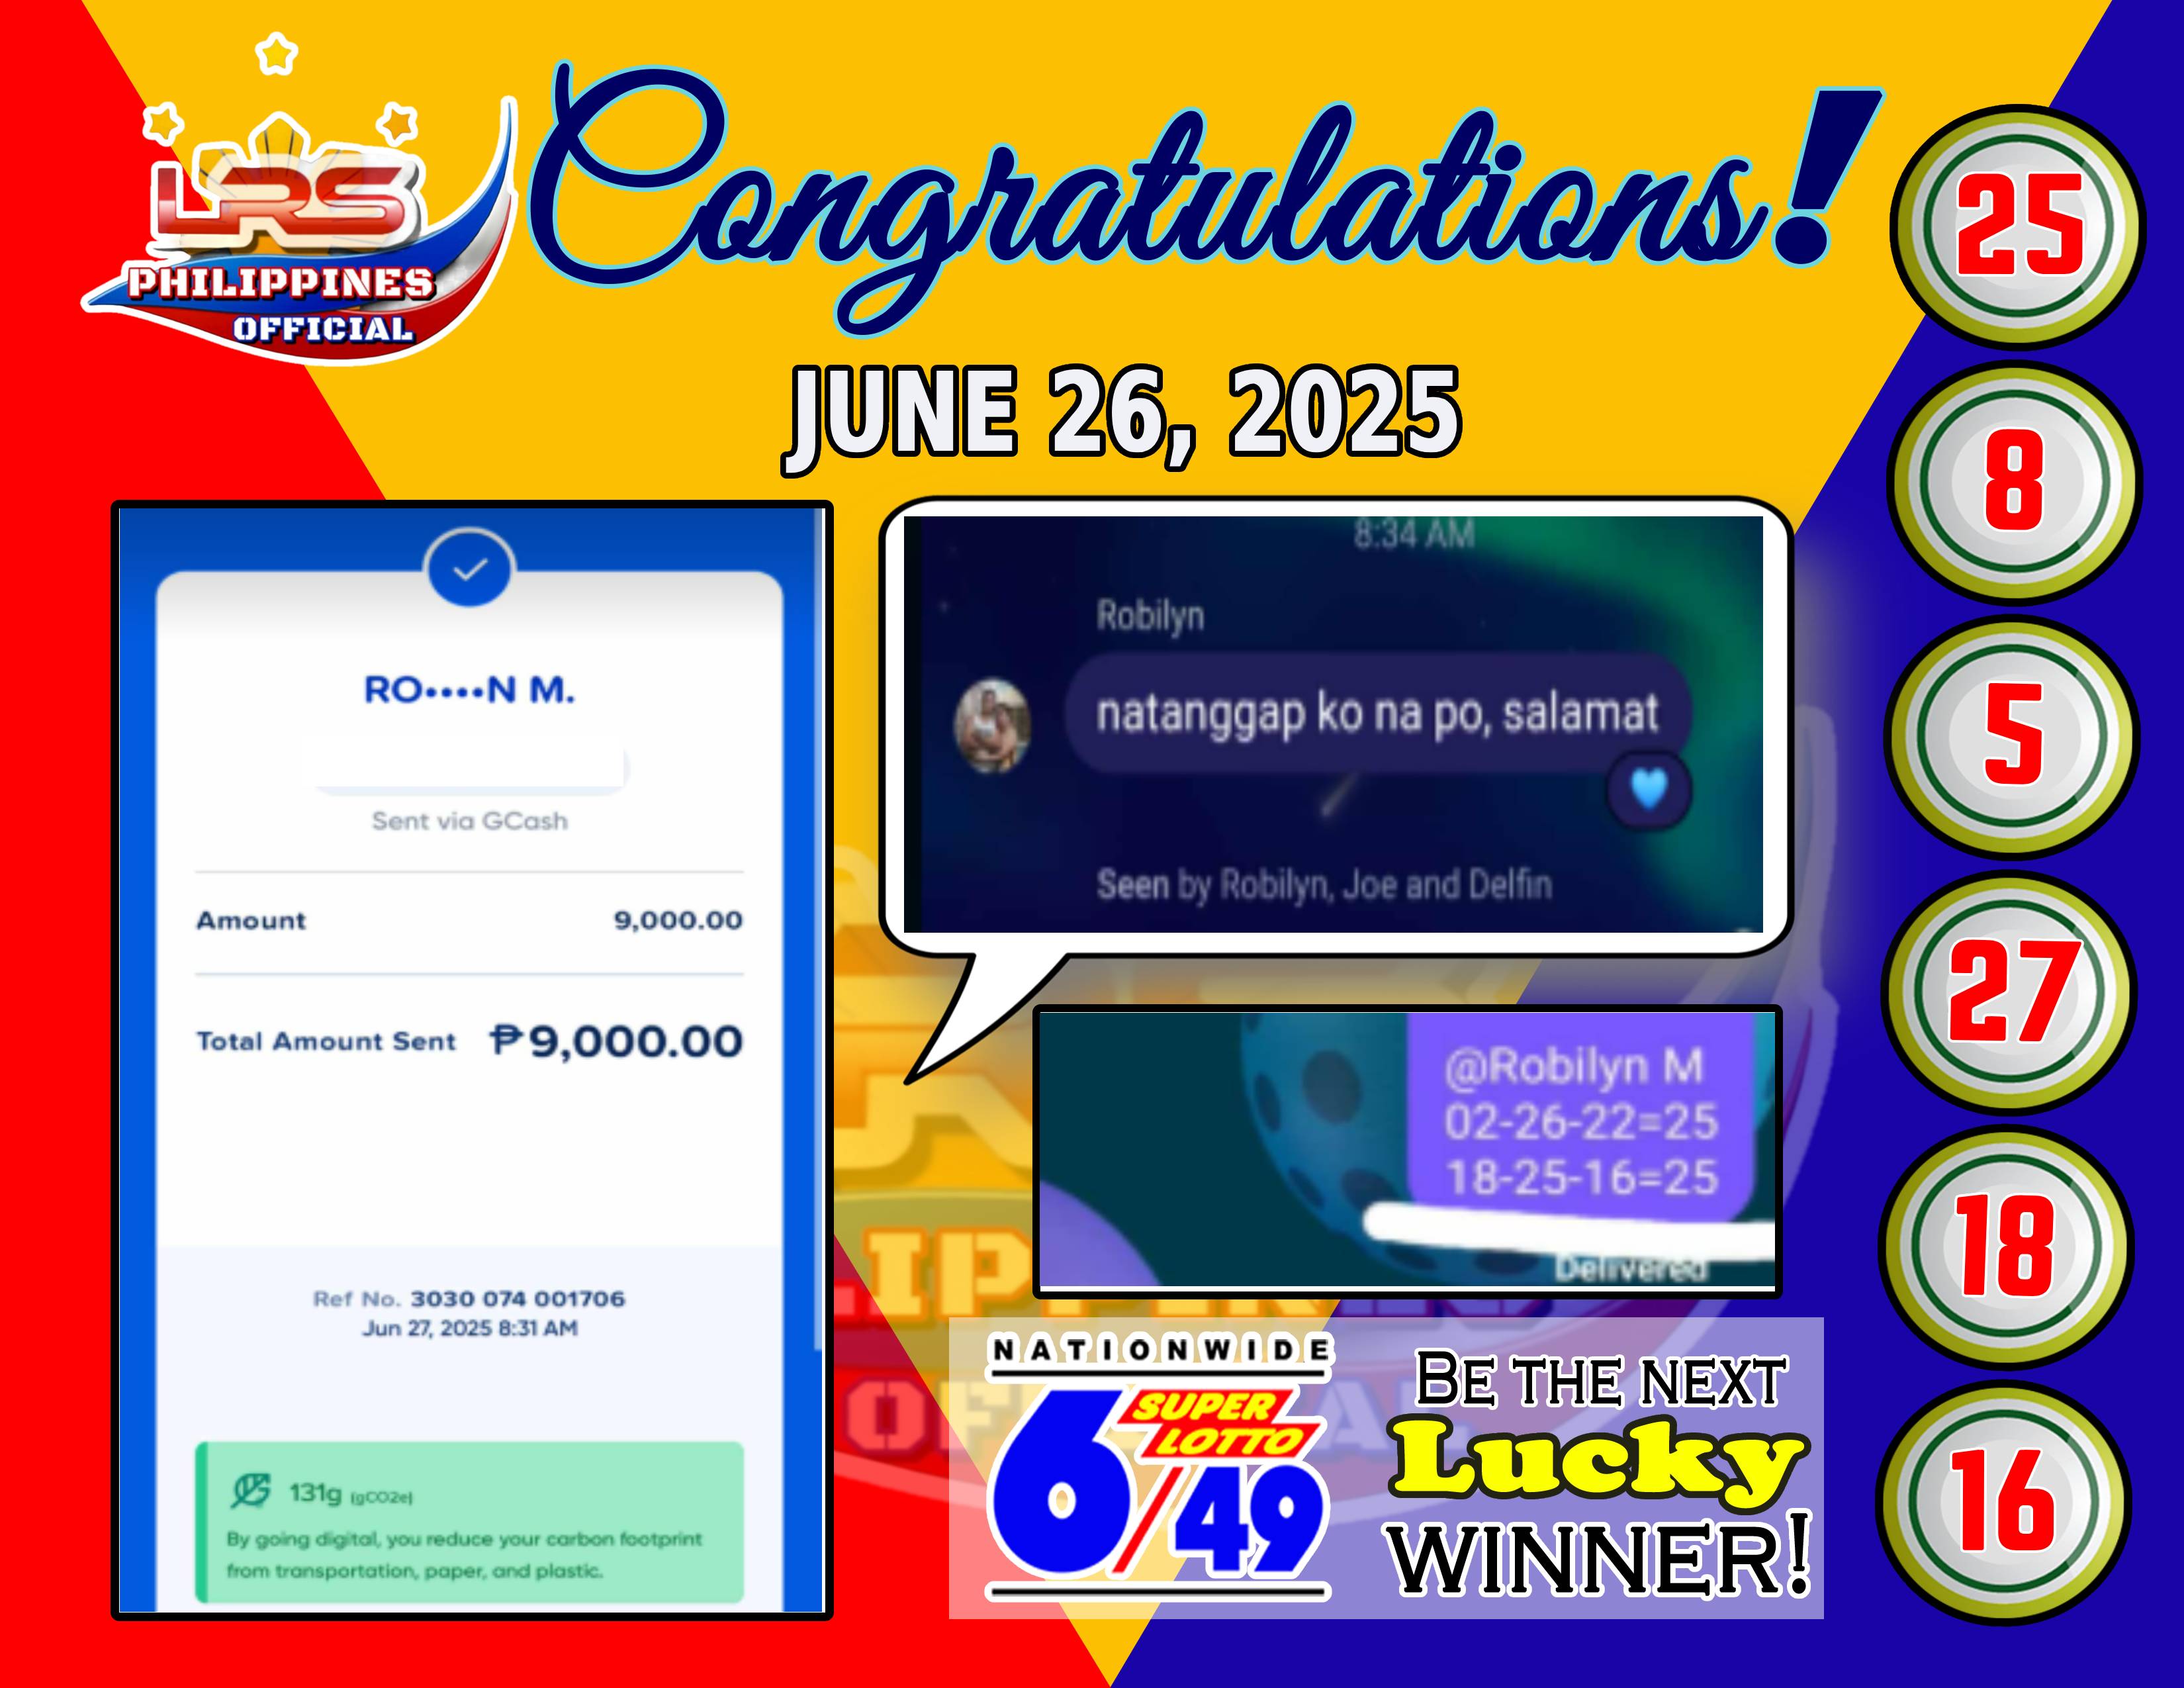 LRS
PHILIPPINES
OFFICIAL
Congratulations!
JUNE 26, 2025
RO••••N M.
Sent via GCash
Amount 9,000.00
Total Amount Sent ₱9,000.00
Ref No. 3030 074 001706
Jun 27, 2025 8:31 AM
131g (gCO2e)
By going digital, you reduce your carbon footprint
from transportation, paper, and plastic.
8:34 AM
Robilyn
natanggap ko na po, salamat
Seen by Robilyn, Joe and Delfin
@Robilyn M
02-26-22=25
18-25-16=25
Delivered
NATIONWIDE
SUPER
LOTTO
6/49
BE THE NEXT
Lucky
WINNER!
25
8
5
27
18
16